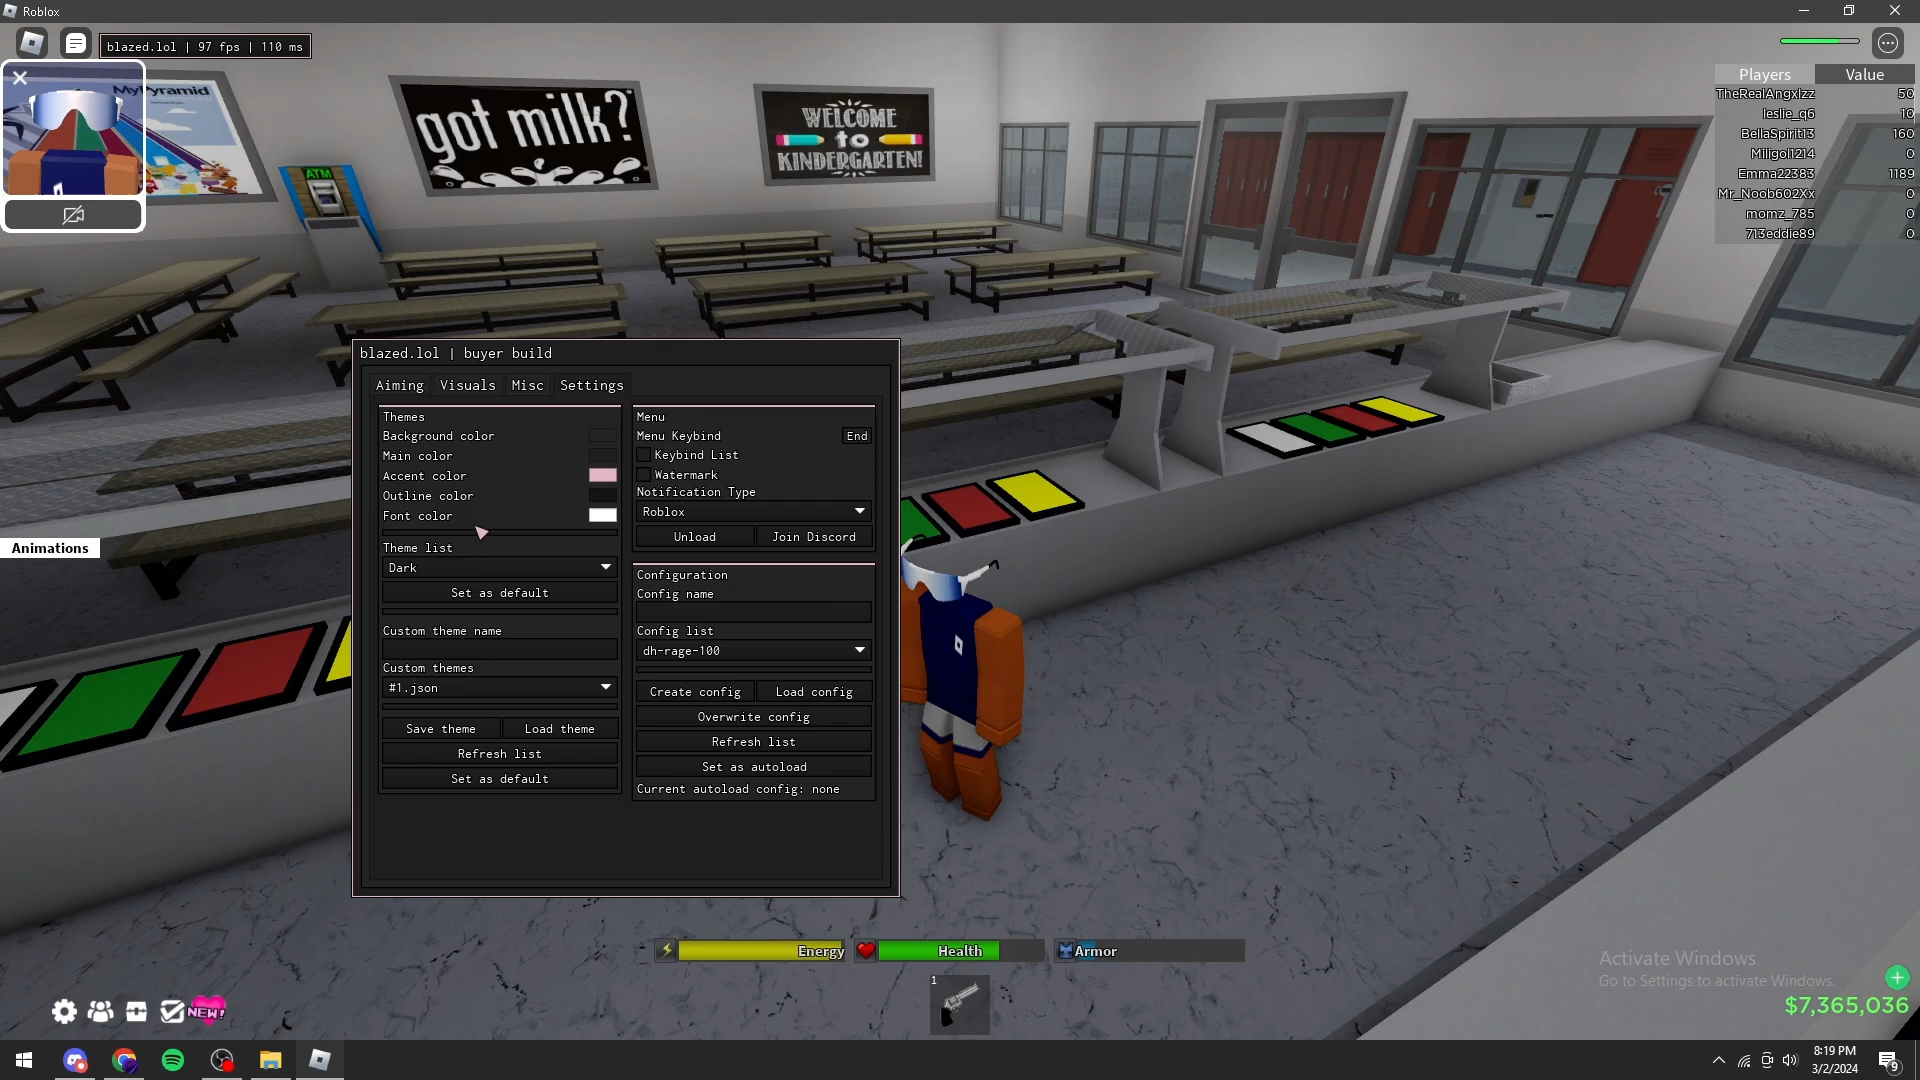 Roblox
blazed.lol | 97 fps | 110 ms
Players Value
TheRealAngxlzz 50
leslie_q6 10
BellaSpirit13 160
Miligol1214 0
Emma22383 1189
Mr_Noob602Xx 0
momz_785 0
713eddie89 0
MyPyramid
got milk?
WELCOME
to
KINDERGARTEN!
ATM
blazed.lol | buyer build
Aiming Visuals Misc Settings
Themes
Background color
Main color
Accent color
Outline color
Font color
Theme list
Dark
Set as default
Custom theme name
Custom themes
#1.json
Save theme Load theme
Refresh list
Set as default
Menu
Menu Keybind End
Keybind List
Watermark
Notification Type
Roblox
Unload Join Discord
Configuration
Config name
Config list
dh-rage-100
Create config Load config
Overwrite config
Refresh list
Set as autoload
Current autoload config: none
Animations
Energy Health Armor
1
Activate Windows
Go to Settings to activate Windows.
$7,365,036
NEW!
8:19 PM
3/2/2024
9